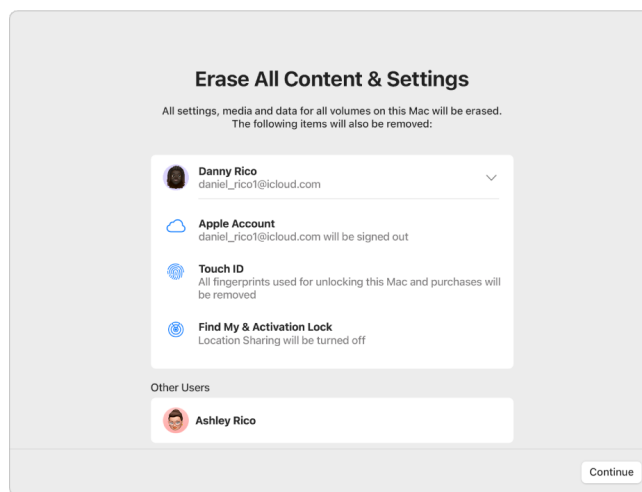 Erase All Content & Settings
All settings, media and data for all volumes on this Mac will be erased.
The following items will also be removed:
Danny Rico
daniel_rico1@icloud.com
Apple Account
daniel_rico1@icloud.com will be signed out
Touch ID
All fingerprints used for unlocking this Mac and purchases will
be removed
Find My & Activation Lock
Location Sharing will be turned off
Other Users
Ashley Rico
Continue